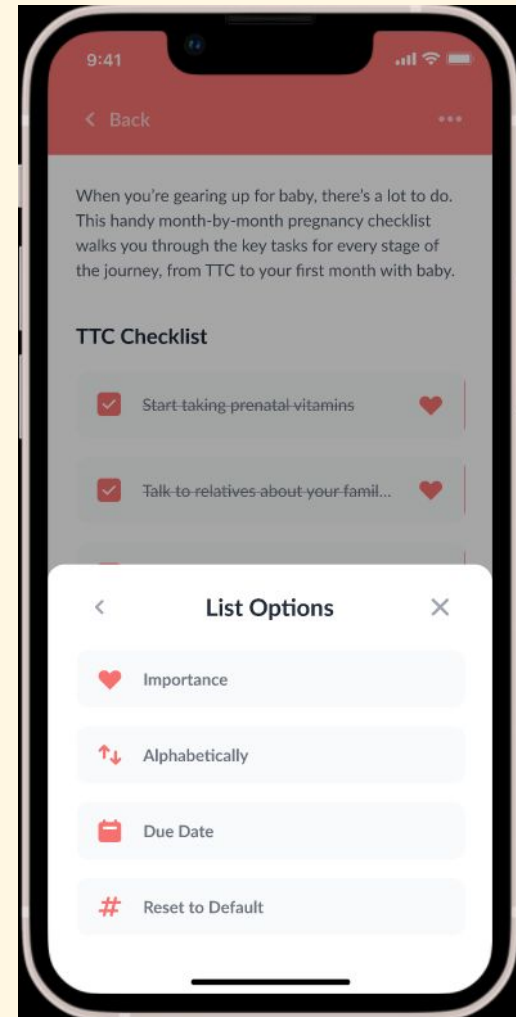 9:41
Back
When you're gearing up for baby, there's a lot to do.
This handy month-by-month pregnancy checklist
walks you through the key tasks for every stage of
the journey, from TTC to your first month with baby.
TTC Checklist
Start taking prenatal vitamins
Talk to relatives about your famil...
List Options
Importance
Alphabetically
Due Date
Reset to Default